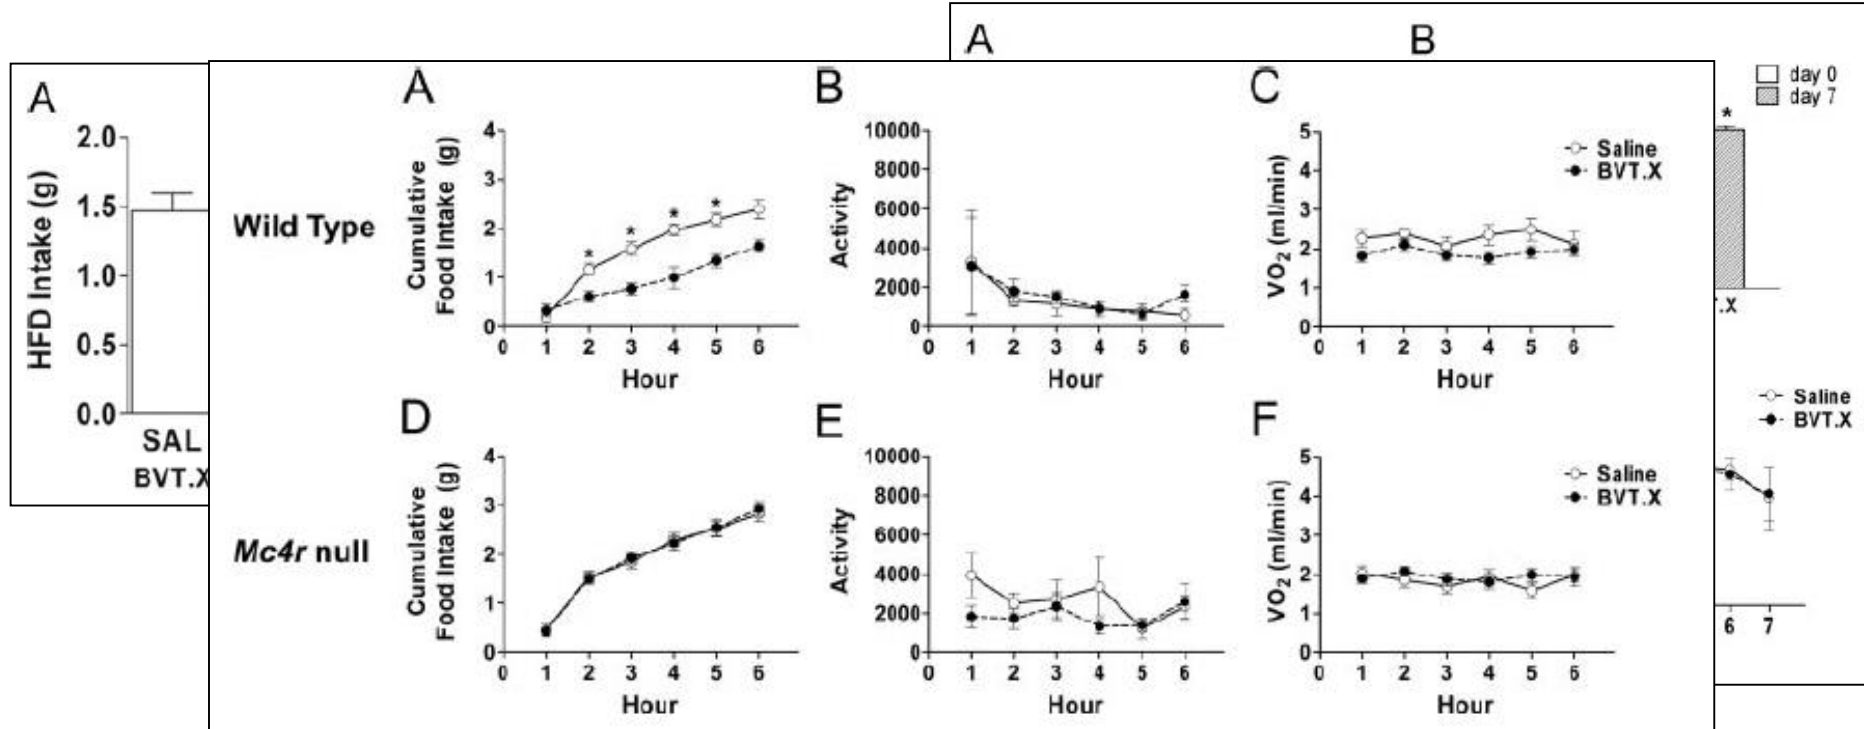 A
HFD Intake (g)
2.0
1.5
1.0
0.5
0.0
SAL
BVT.X
Wild Type
A
Cumulative
Food Intake (g)
4
3
2
1
0
*
*
*
*
0 1 2 3 4 5 6
Hour
B
Activity
10000
8000
6000
4000
2000
0
0 1 2 3 4 5 6
Hour
C
VO2 (ml/min)
5
4
3
2
1
0
Saline
BVT.X
0 1 2 3 4 5 6
Hour
Mc4r null
D
Cumulative
Food Intake (g)
4
3
2
1
0
0 1 2 3 4 5 6
Hour
E
Activity
10000
8000
6000
4000
2000
0
0 1 2 3 4 5 6
Hour
F
VO2 (ml/min)
5
4
3
2
1
0
Saline
BVT.X
0 1 2 3 4 5 6
Hour
A
B
day 0
day 7
*
.X
Saline
BVT.X
6 7